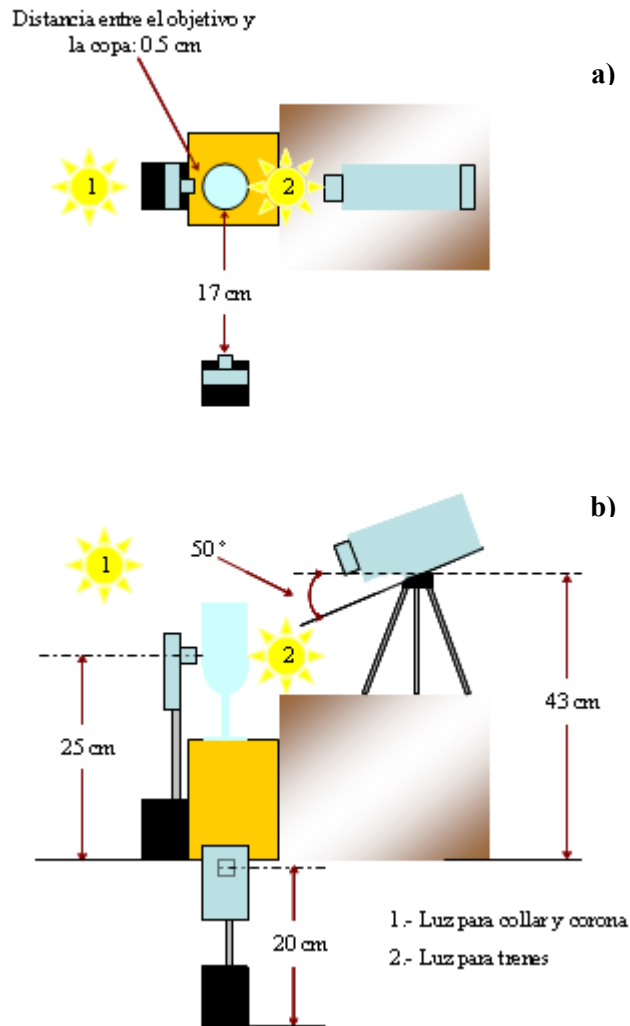 Distancia entre el objetivo y
la copa: 0.5 cm
a)
1
2
17 cm
b)
1
50 °
2
25 cm
43 cm
20 cm
1.- Luz para collar y corona
2.- Luz para trenes